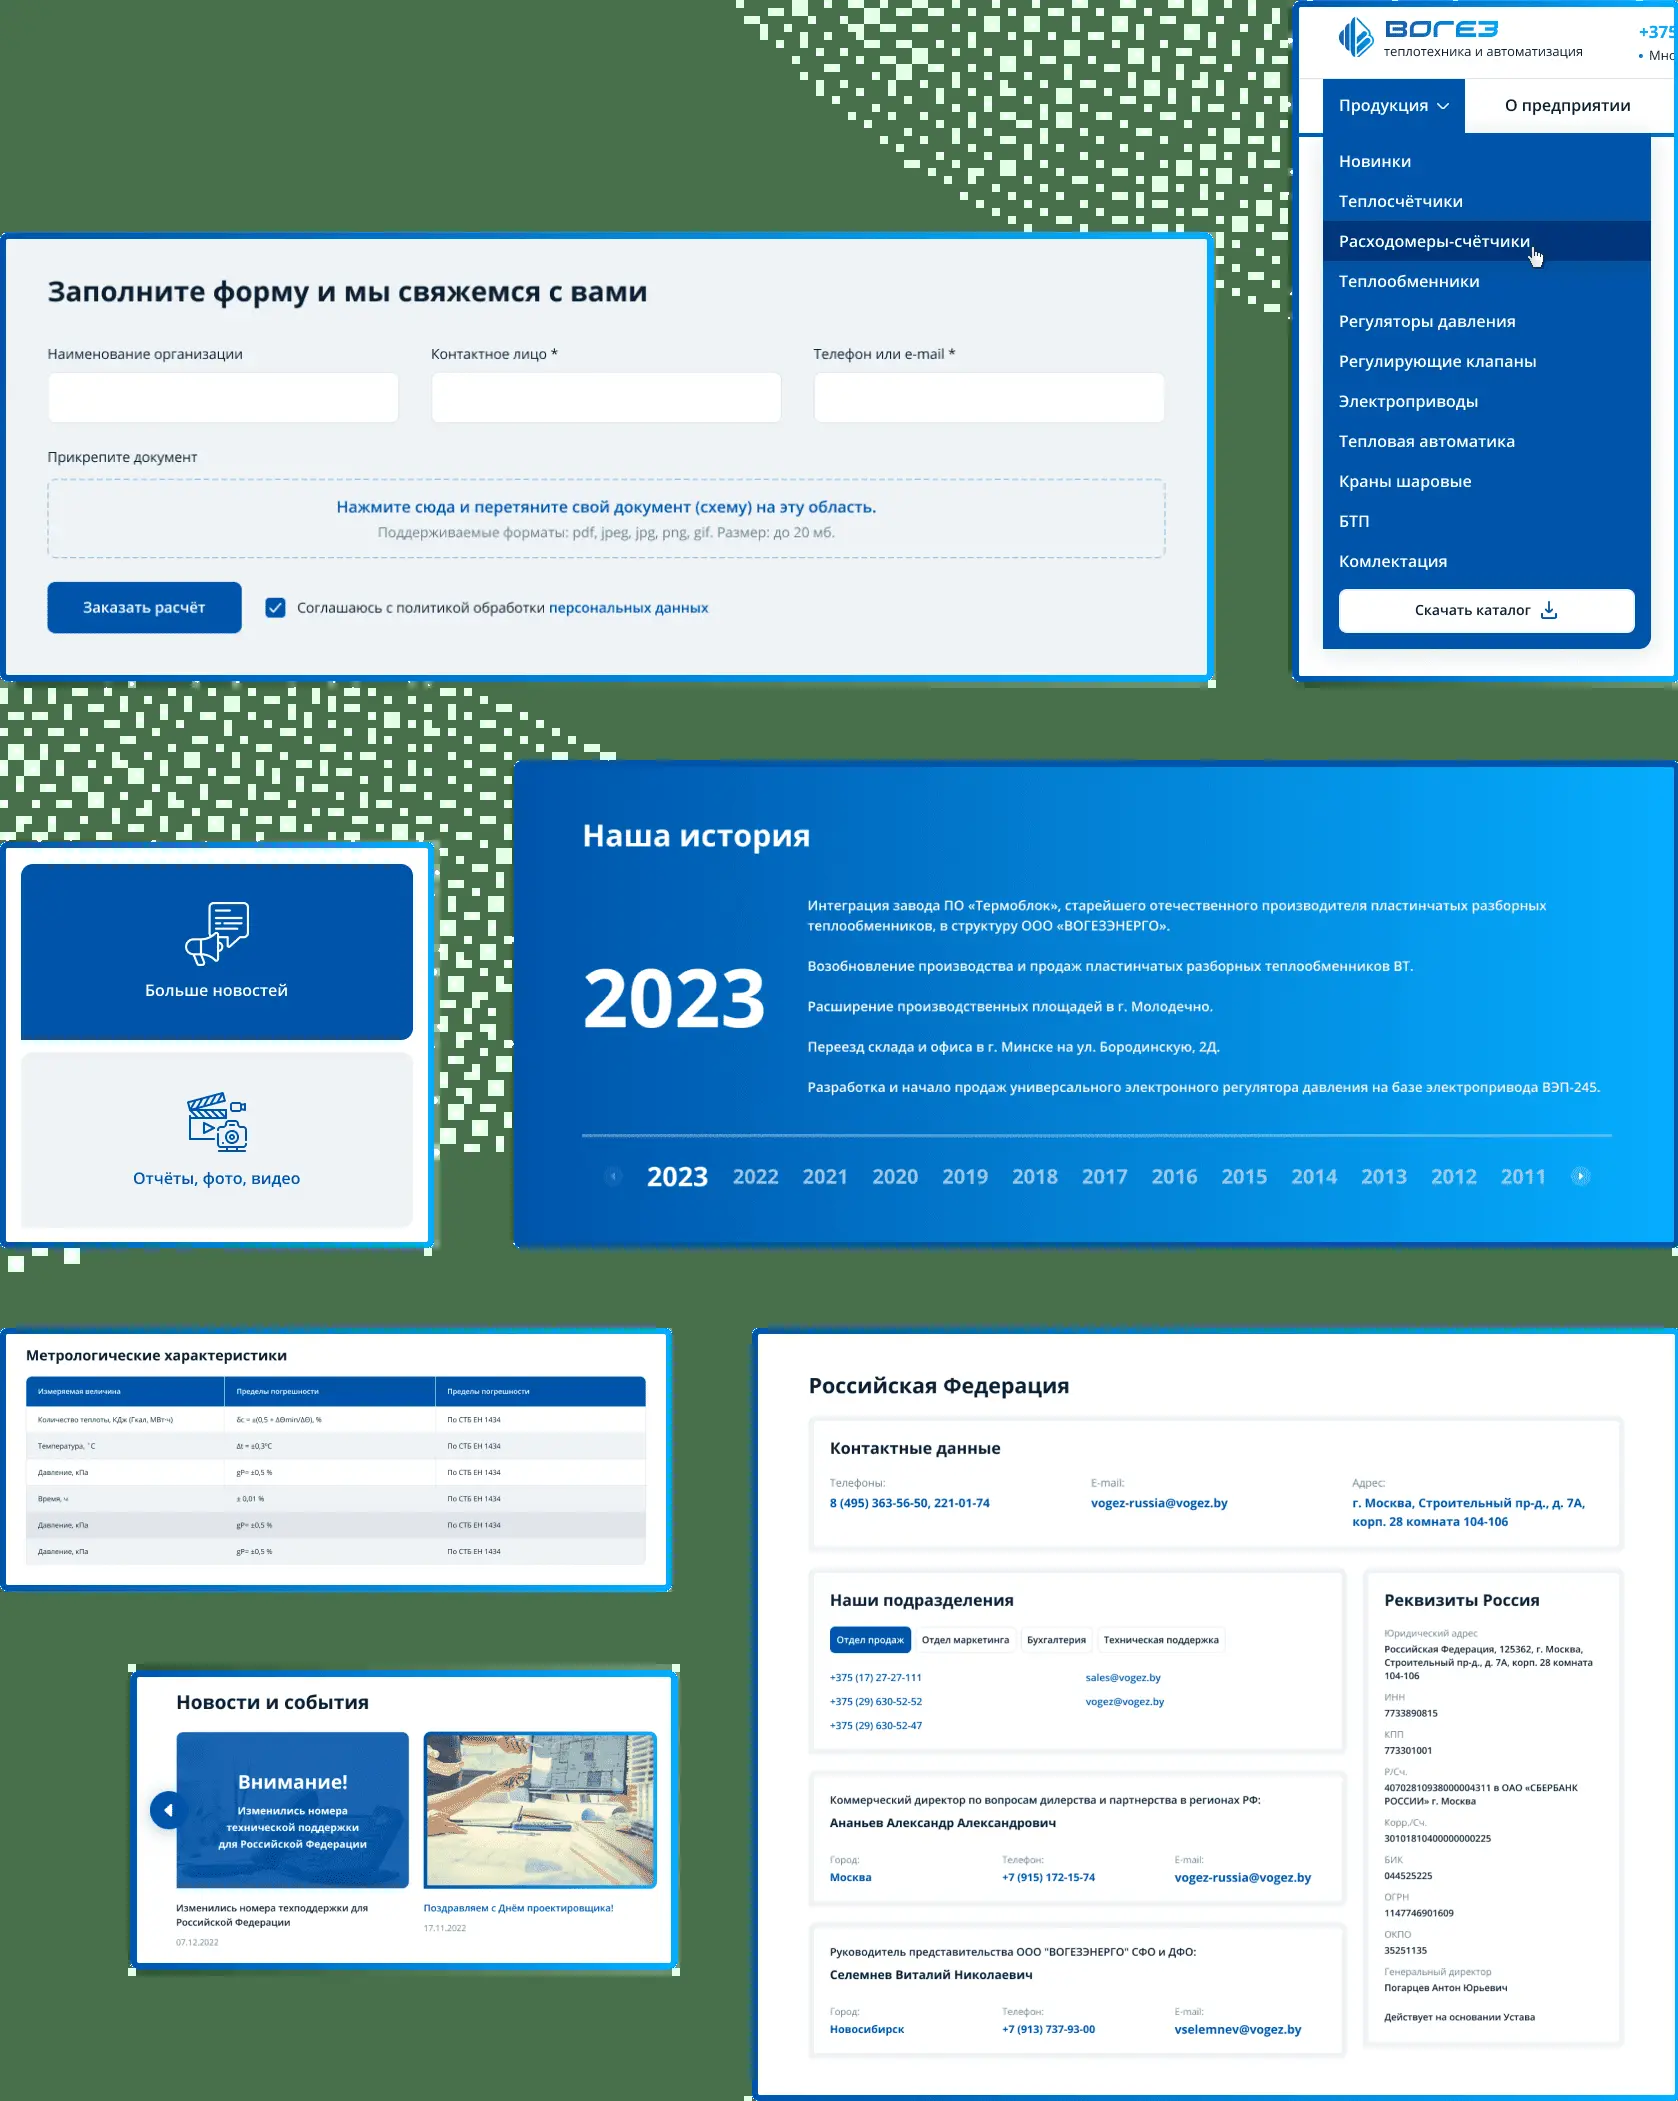 ВОГЕЗ
теплотехника и автоматизация
+375
• Мно
Продукция
О предприятии
Новинки
Теплосчётчики
Расходомеры-счётчики
Теплообменники
Регуляторы давления
Регулирующие клапаны
Электроприводы
Тепловая автоматика
Краны шаровые
БТП
Комлектация
Скачать каталог
Заполните форму и мы свяжемся с вами
Наименование организации
Контактное лицо *
Телефон или e-mail *
Прикрепите документ
Нажмите сюда и перетяните свой документ (схему) на эту область.
Поддерживаемые форматы: pdf, jpeg, jpg, png, gif. Размер: до 20 мб.
Заказать расчёт
Соглашаюсь с политикой обработки персональных данных
Больше новостей
Отчёты, фото, видео
Наша история
2023
Интеграция завода ПО «Термоблок», старейшего отечественного производителя пластинчатых разборных
теплообменников, в структуру ООО «ВОГЕЗЭНЕРГО».
Возобновление производства и продаж пластинчатых разборных теплообменников ВТ.
Расширение производственных площадей в г. Молодечно.
Переезд склада и офиса в г. Минске на ул. Бородинскую, 2Д.
Разработка и начало продаж универсального электронного регулятора давления на базе электропривода ВЭП-245.
2023 2022 2021 2020 2019 2018 2017 2016 2015 2014 2013 2012 2011
Метрологические характеристики
Измеряемая величина Пределы погрешности Пределы погрешности
Количество теплоты, КДж (Гкал, МВт·ч) δc = ±(0,5 + ΔΘmin/ΔΘ), % По СТБ ЕН 1434
Температура, ˚С Δt = ±0,3°С По СТБ ЕН 1434
Давление, кПа gP= ±0,5 % По СТБ ЕН 1434
Время, ч ± 0,01 % По СТБ ЕН 1434
Давление, кПа gP= ±0,5 % По СТБ ЕН 1434
Давление, кПа gP= ±0,5 % По СТБ ЕН 1434
Новости и события
Внимание!
Изменились номера
технической поддержки
для Российской Федерации
Изменились номера техподдержки для
Российской Федерации
07.12.2022
Поздравляем с Днём проектировщика!
17.11.2022
Российская Федерация
Контактные данные
Телефоны:
8 (495) 363-56-50, 221-01-74
E-mail:
vogez-russia@vogez.by
Адрес:
г. Москва, Строительный пр-д., д. 7А,
корп. 28 комната 104-106
Наши подразделения
Отдел продаж
Отдел маркетинга
Бухгалтерия
Техническая поддержка
+375 (17) 27-27-111
+375 (29) 630-52-52
+375 (29) 630-52-47
sales@vogez.by
vogez@vogez.by
Коммерческий директор по вопросам дилерства и партнерства в регионах РФ:
Ананьев Александр Александрович
Город:
Москва
Телефон:
+7 (915) 172-15-74
E-mail:
vogez-russia@vogez.by
Руководитель представительства ООО "ВОГЕЗЭНЕРГО" СФО и ДФО:
Селемнев Виталий Николаевич
Город:
Новосибирск
Телефон:
+7 (913) 737-93-00
E-mail:
vselemnev@vogez.by
Реквизиты Россия
Юридический адрес
Российская Федерация, 125362, г. Москва,
Строительный пр-д., д. 7А, корп. 28 комната
104-106
ИНН
7733890815
КПП
773301001
Р/Сч.
40702810938000004311 в ОАО «СБЕРБАНК
РОССИИ» г. Москва
Корр./Сч.
30101810400000000225
БИК
044525225
ОГРН
1147746901609
ОКПО
35251135
Генеральный директор
Погарцев Антон Юрьевич
Действует на основании Устава